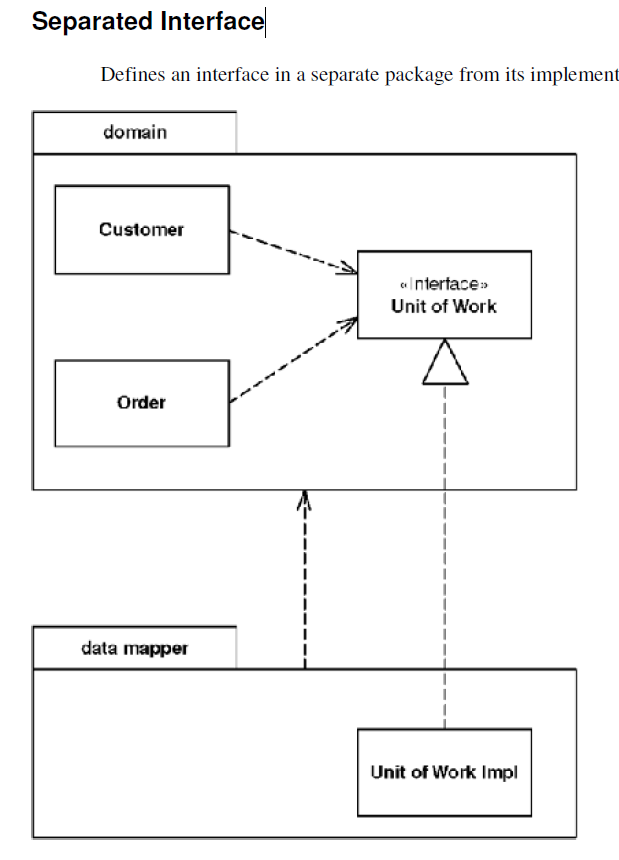 Separated Interface
Defines an interface in a separate package from its implement
domain
Customer
«Interface»
Unit of Work
Order
data mapper
Unit of Work Impl